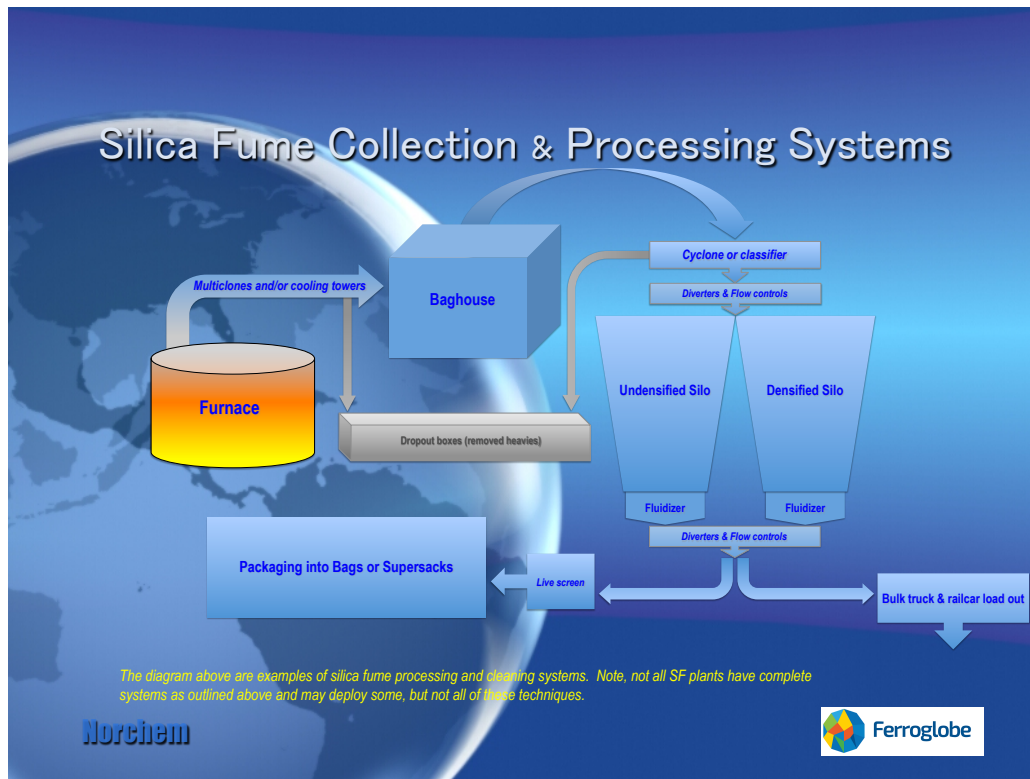 Silica Fume Collection & Processing Systems
Cyclone or classifier
Multiclones and/or cooling towers
Baghouse
Diverters & Flow controls
Undensified Silo
Densified Silo
Furnace
Dropout boxes (removed heavies)
Fluidizer
Fluidizer
Diverters & Flow controls
Packaging into Bags or Supersacks
Live screen
Bulk truck & railcar load out
The diagram above are examples of silica fume processing and cleaning systems.  Note, not all SF plants have complete
systems as outlined above and may deploy some, but not all of these techniques.
Norchem
Ferroglobe